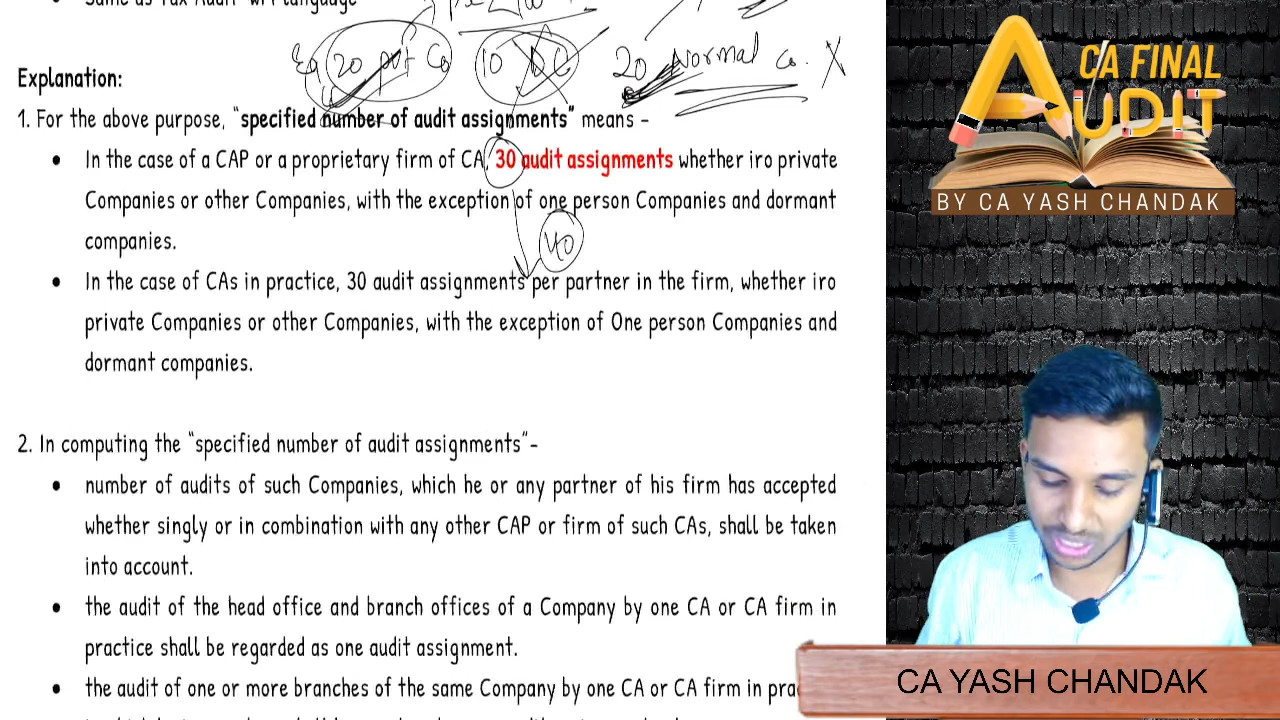 Same as Tax Audit
Language
Eg 20 pvt Co
10
20 Normal Co. X
Explanation:
1. For the above purpose, "specified number of audit assignments" means –
• In the case of a CAP or a proprietary firm of CA, 30 audit assignments whether iro private
Companies or other Companies, with the exception of one person Companies and dormant
companies.
40
• In the case of CAs in practice, 30 audit assignments per partner in the firm, whether iro
private Companies or other Companies, with the exception of One person Companies and
dormant companies.
2. In computing the "specified number of audit assignments"-
• number of audits of such Companies, which he or any partner of his firm has accepted
whether singly or in combination with any other CAP or firm of such CAs, shall be taken
into account.
• the audit of the head office and branch offices of a Company by one CA or CA firm in
practice shall be regarded as one audit assignment.
• the audit of one or more branches of the same Company by one CA or CA firm in prac
CA FINAL
AUDIT
BY CA YASH CHANDAK
CA YASH CHANDAK